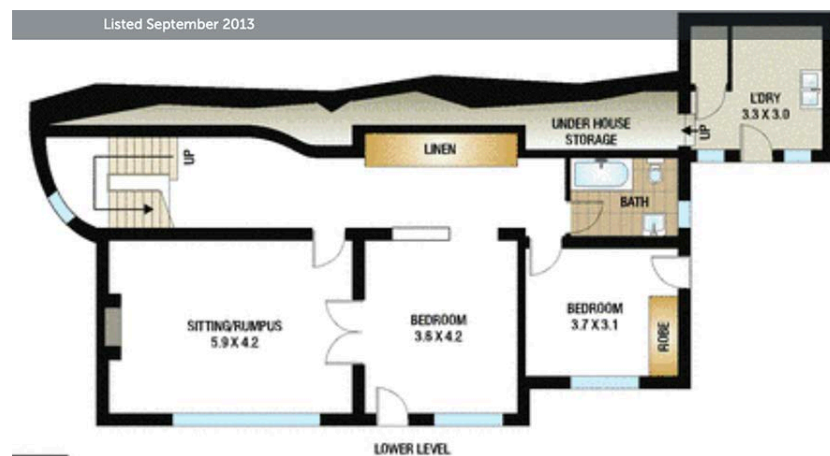 Listed September 2013
L'DRY
3.3 X 3.0
UP
UNDER HOUSE
STORAGE
LINEN
UP
BATH
SITTING/RUMPUS
5.9 X 4.2
BEDROOM
3.6 X 4.2
BEDROOM
3.7 X 3.1
ROBE
LOWER LEVEL